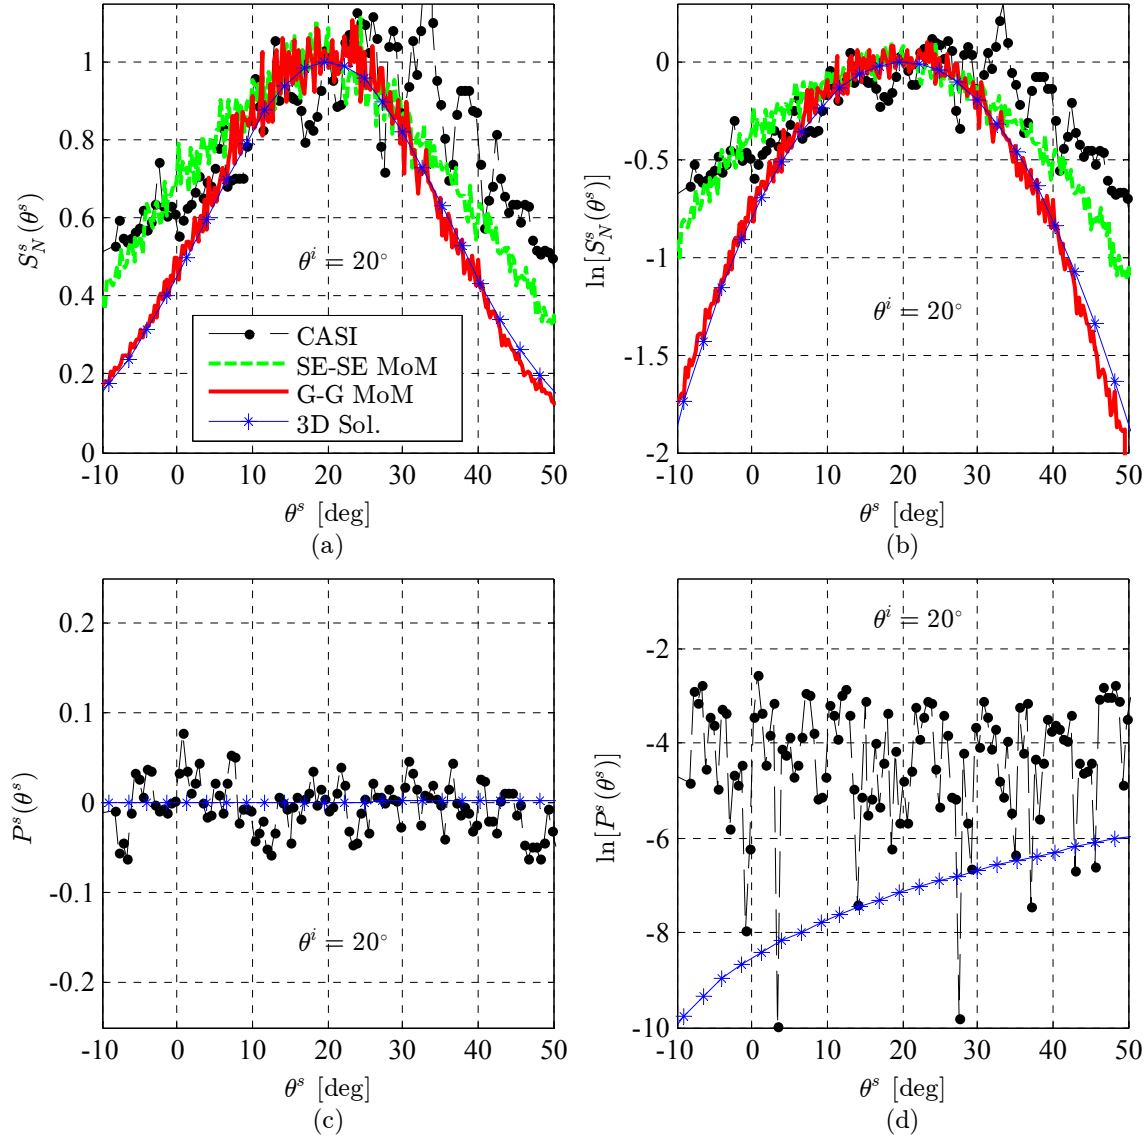 1
0.8
0.6
0.4
0.2
0
S_N^s(θ^s)
θ^i = 20°
CASI
SE-SE MoM
G-G MoM
3D Sol.
-10 0 10 20 30 40 50
θ^s [deg]
(a)
0
-0.5
-1
-1.5
-2
ln[S_N^s(θ^s)]
θ^i = 20°
-10 0 10 20 30 40 50
θ^s [deg]
(b)
0.2
0.1
0
-0.1
-0.2
P^s(θ^s)
θ^i = 20°
-10 0 10 20 30 40 50
θ^s [deg]
(c)
-2
-4
-6
-8
-10
ln[P^s(θ^s)]
θ^i = 20°
-10 0 10 20 30 40 50
θ^s [deg]
(d)